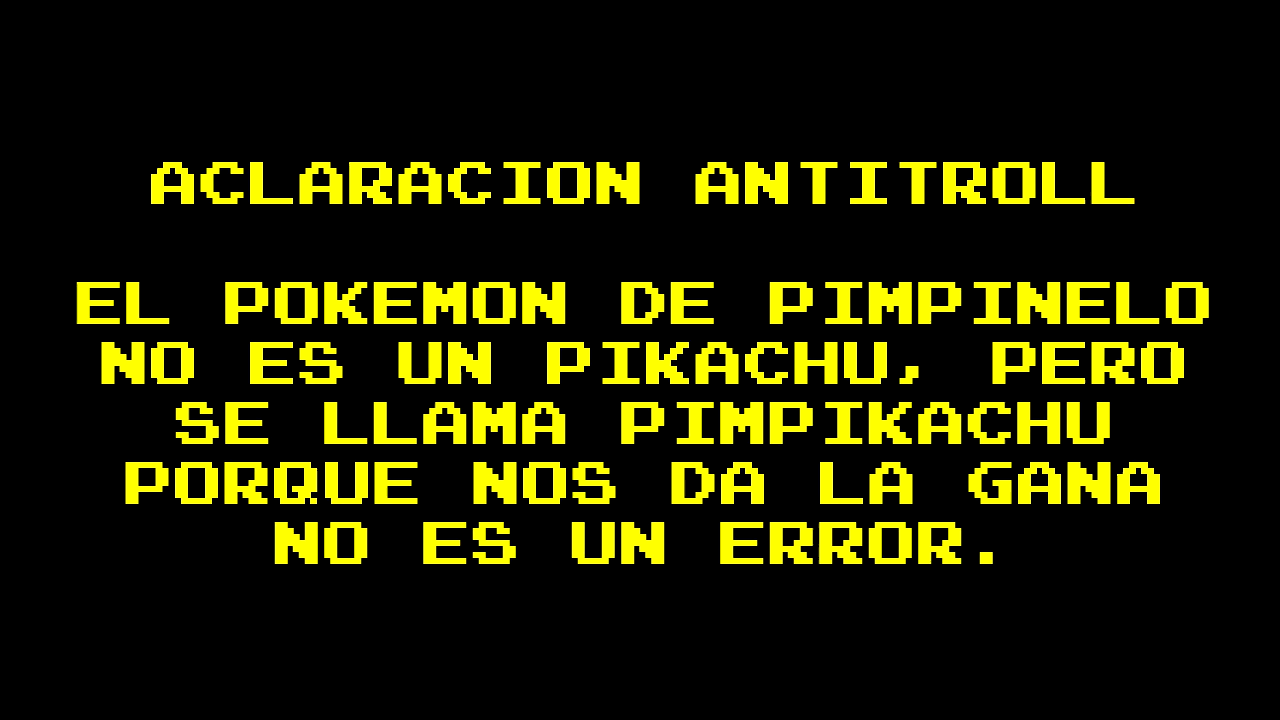 ACLARACION ANTITROLL
EL POKEMON DE PIMPINELO
NO ES UN PIKACHU, PERO
SE LLAMA PIMPIKACHU
PORQUE NOS DA LA GANA
NO ES UN ERROR.